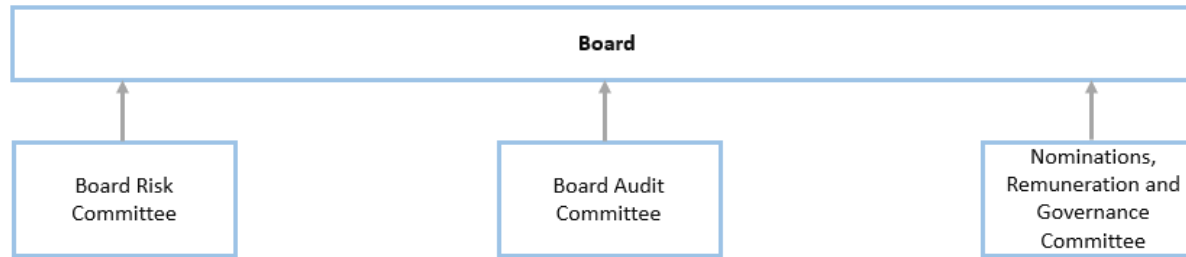 Board
Board Risk
Committee
Board Audit
Committee
Nominations,
Remuneration and
Governance
Committee